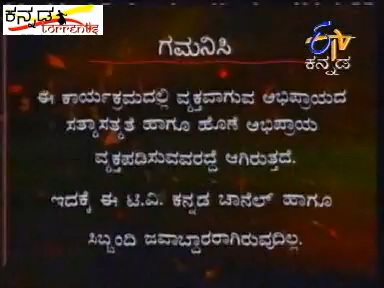 ಕನ್ನಡ
torrents
ETV
ಕನ್ನಡ
ಗಮನಿಸಿ
ಈ ಕಾರ್ಯಕ್ರಮದಲ್ಲಿ ವ್ಯಕ್ತವಾಗುವ ಅಭಿಪ್ರಾಯದ
ಸತ್ಯಾಸತ್ಯತೆ ಹಾಗೂ ಹೊಣೆ ಅಭಿಪ್ರಾಯ
ವ್ಯಕ್ತಪಡಿಸುವವರದ್ದೆ ಆಗಿರುತ್ತದೆ.
ಇದಕ್ಕೆ ಈ ಟಿ.ವಿ. ಕನ್ನಡ ಚಾನೆಲ್ ಹಾಗೂ
ಸಿಬ್ಬಂದಿ ಜವಾಬ್ದಾರರಾಗಿರುವುದಿಲ್ಲ.